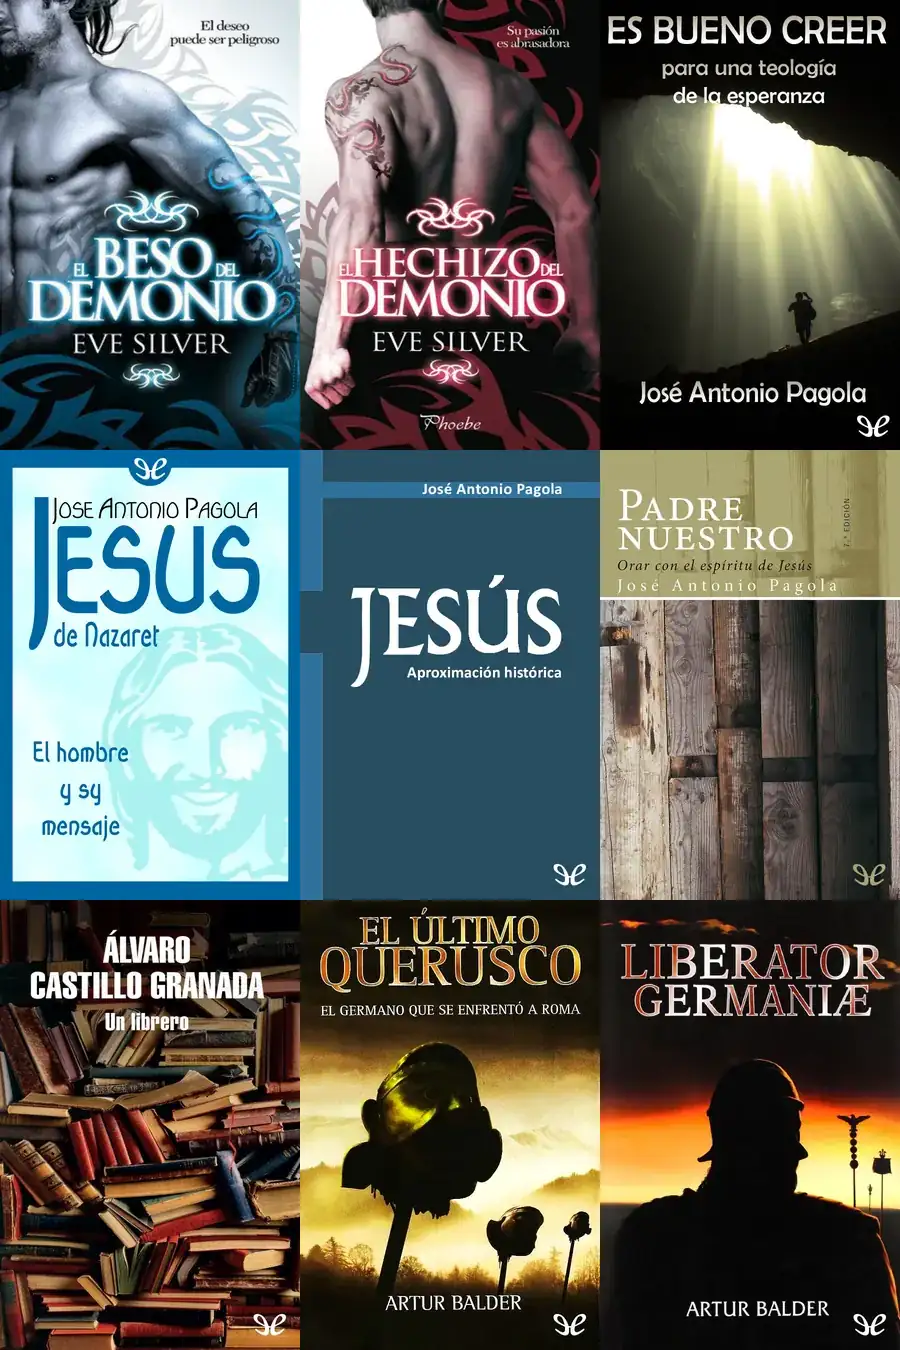 El deseo
puede ser peligroso
EL BESO DEL
DEMONIO
EVE SILVER
Su pasión
es abrasadora
EL HECHIZO DEL
DEMONIO
EVE SILVER
Phoebe
ES BUENO CREER
para una teología
de la esperanza
José Antonio Pagola
JOSE ANTONIO PAGOLA
JESUS
de Nazaret
El hombre
y sy
mensaje
José Antonio Pagola
JESÚS
Aproximación histórica
PADRE
NUESTRO
7.ª EDICIÓN
Orar con el espíritu de Jesús
José Antonio Pagola
ÁLVARO
CASTILLO GRANADA
Un librero
EL ÚLTIMO
QUERUSCO
EL GERMANO QUE SE ENFRENTÓ A ROMA
ARTUR BALDER
LIBERATOR
GERMANIÆ
ARTUR BALDER